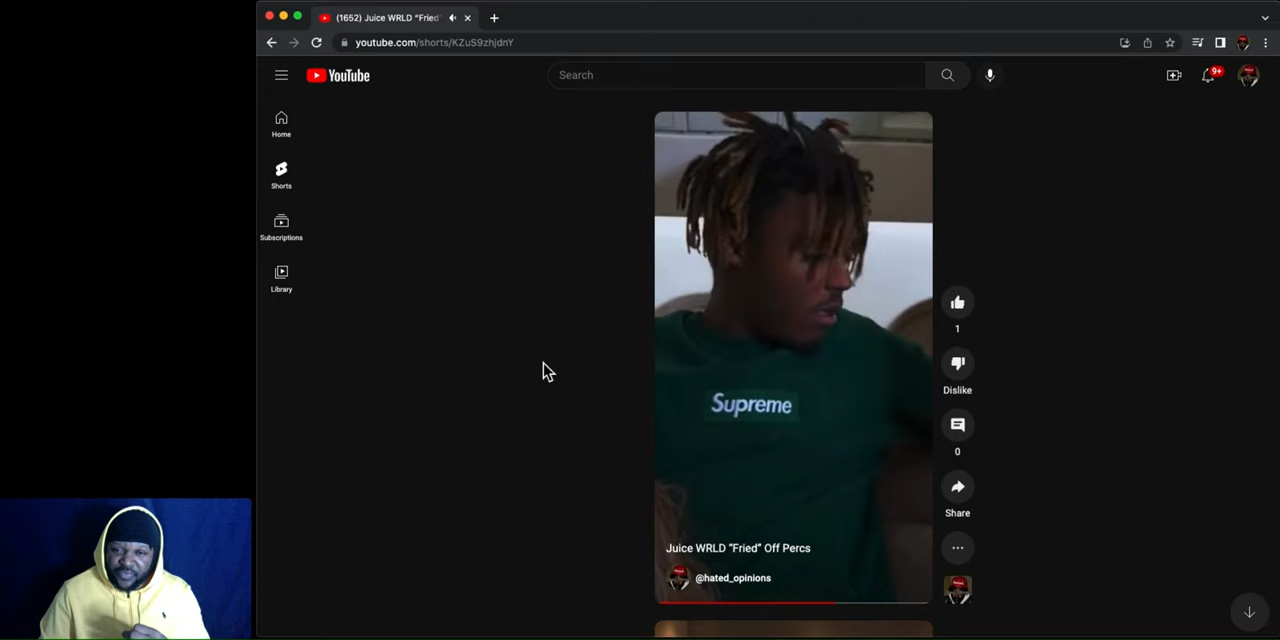 (1652) Juice WRLD “Fried”
youtube.com/shorts/KZuS9zhjdnY
YouTube
Search
9+
Home
Shorts
Subscriptions
Library
Supreme
1
Dislike
0
Share
Juice WRLD “Fried” Off Percs
@hated_opinions